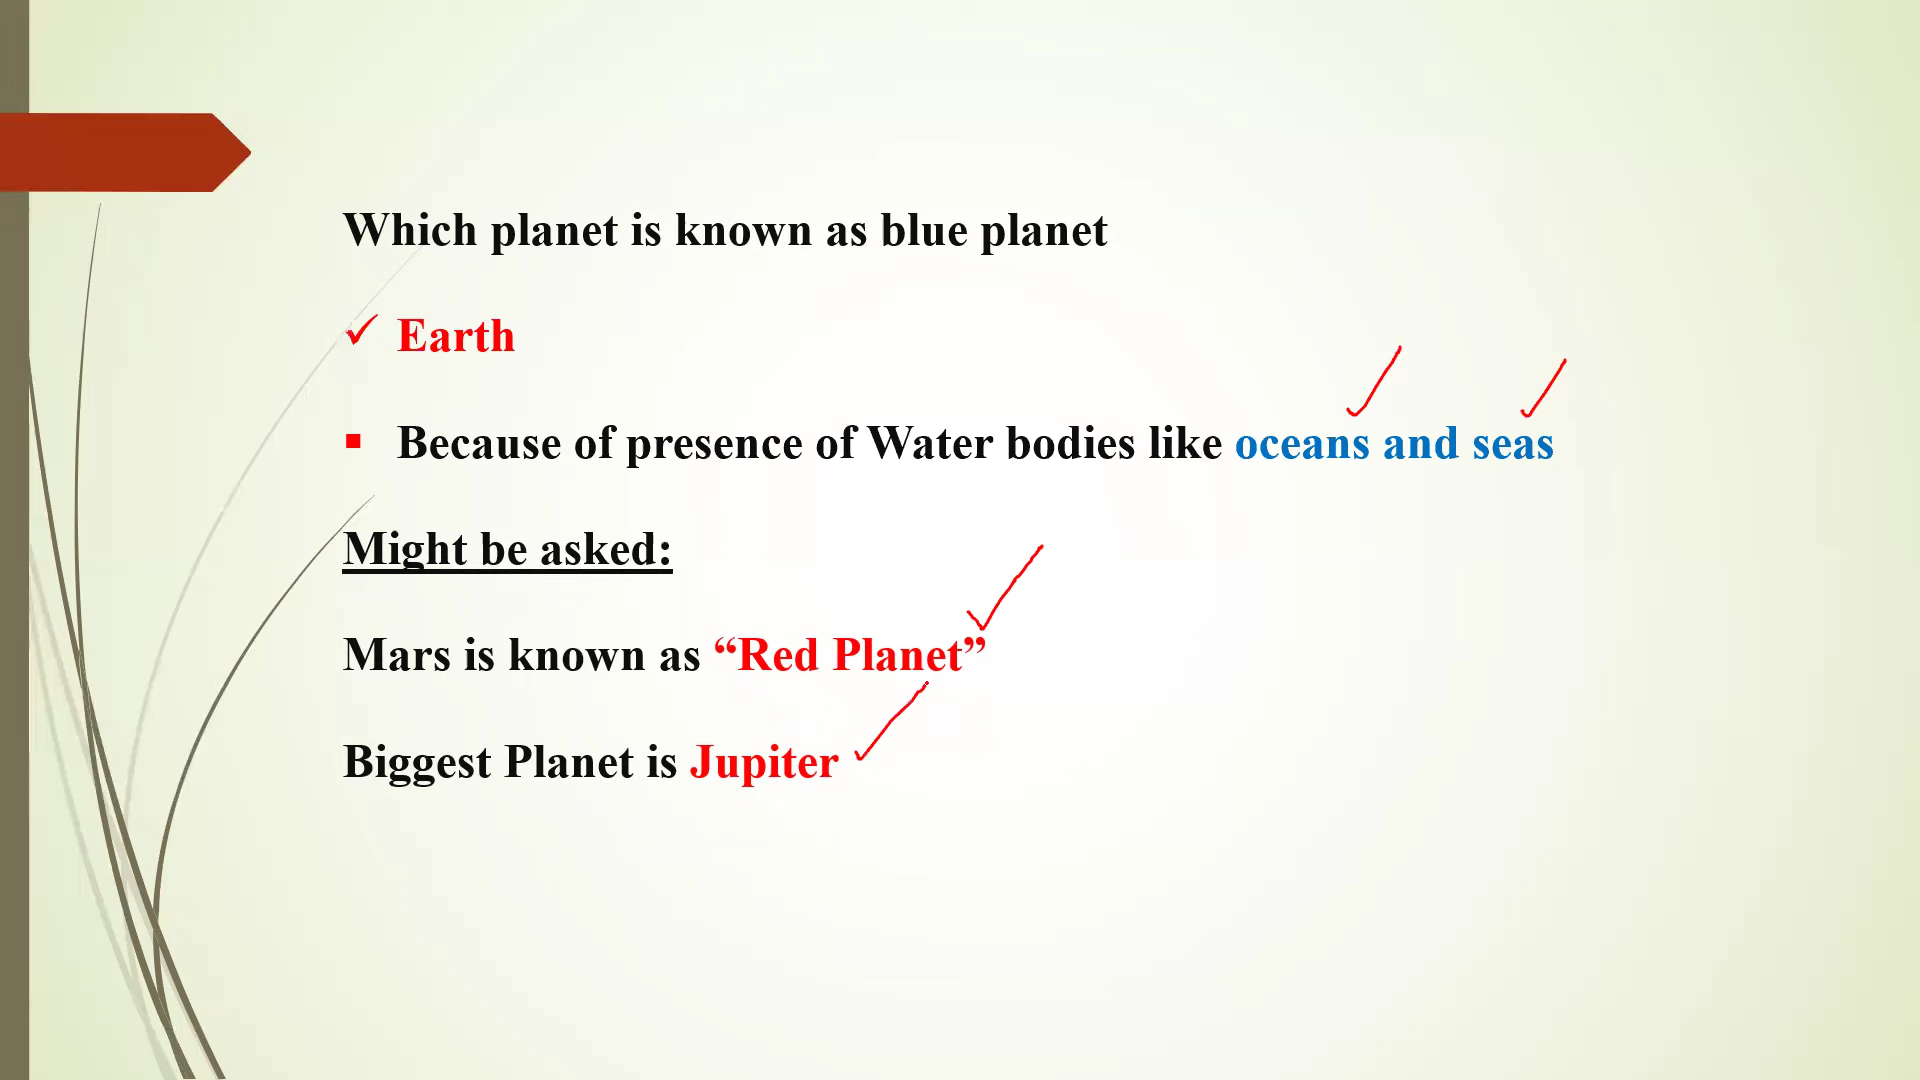 Which planet is known as blue planet
Earth
Because of presence of Water bodies like oceans and seas
Might be asked:
Mars is known as “Red Planet”
Biggest Planet is Jupiter